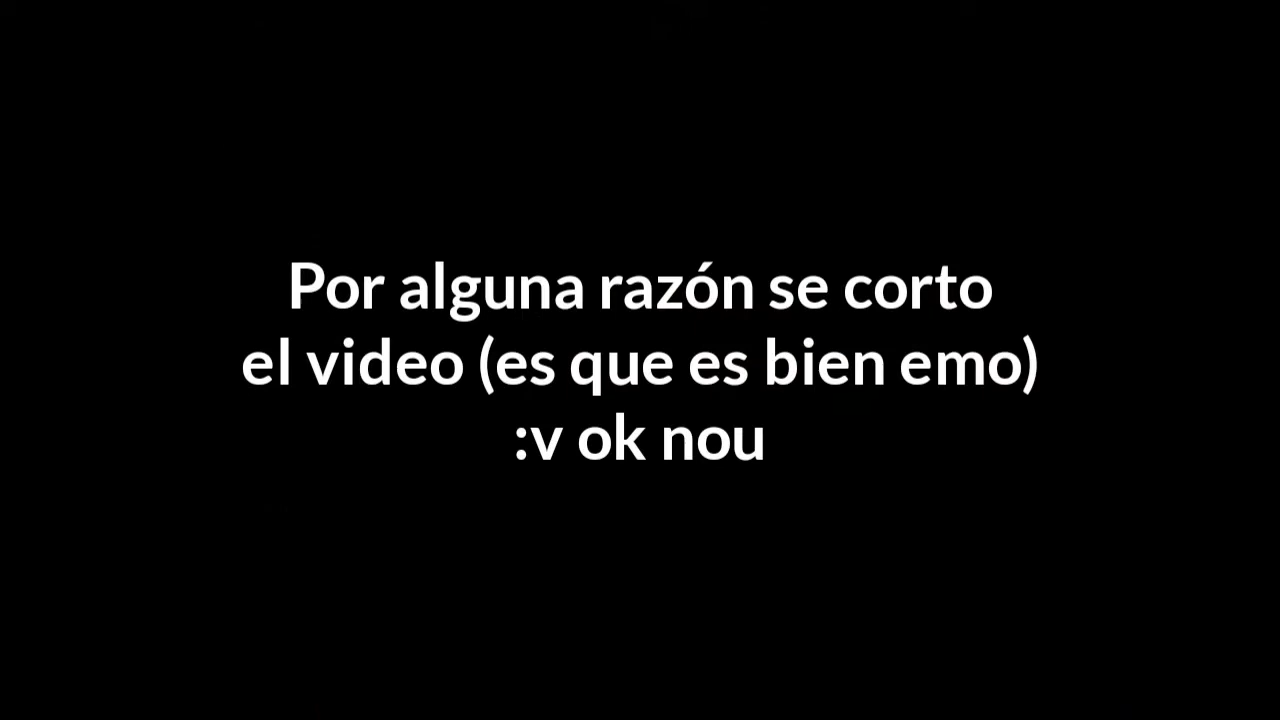 Por alguna razón se corto
el video (es que es bien emo)
:v ok nou